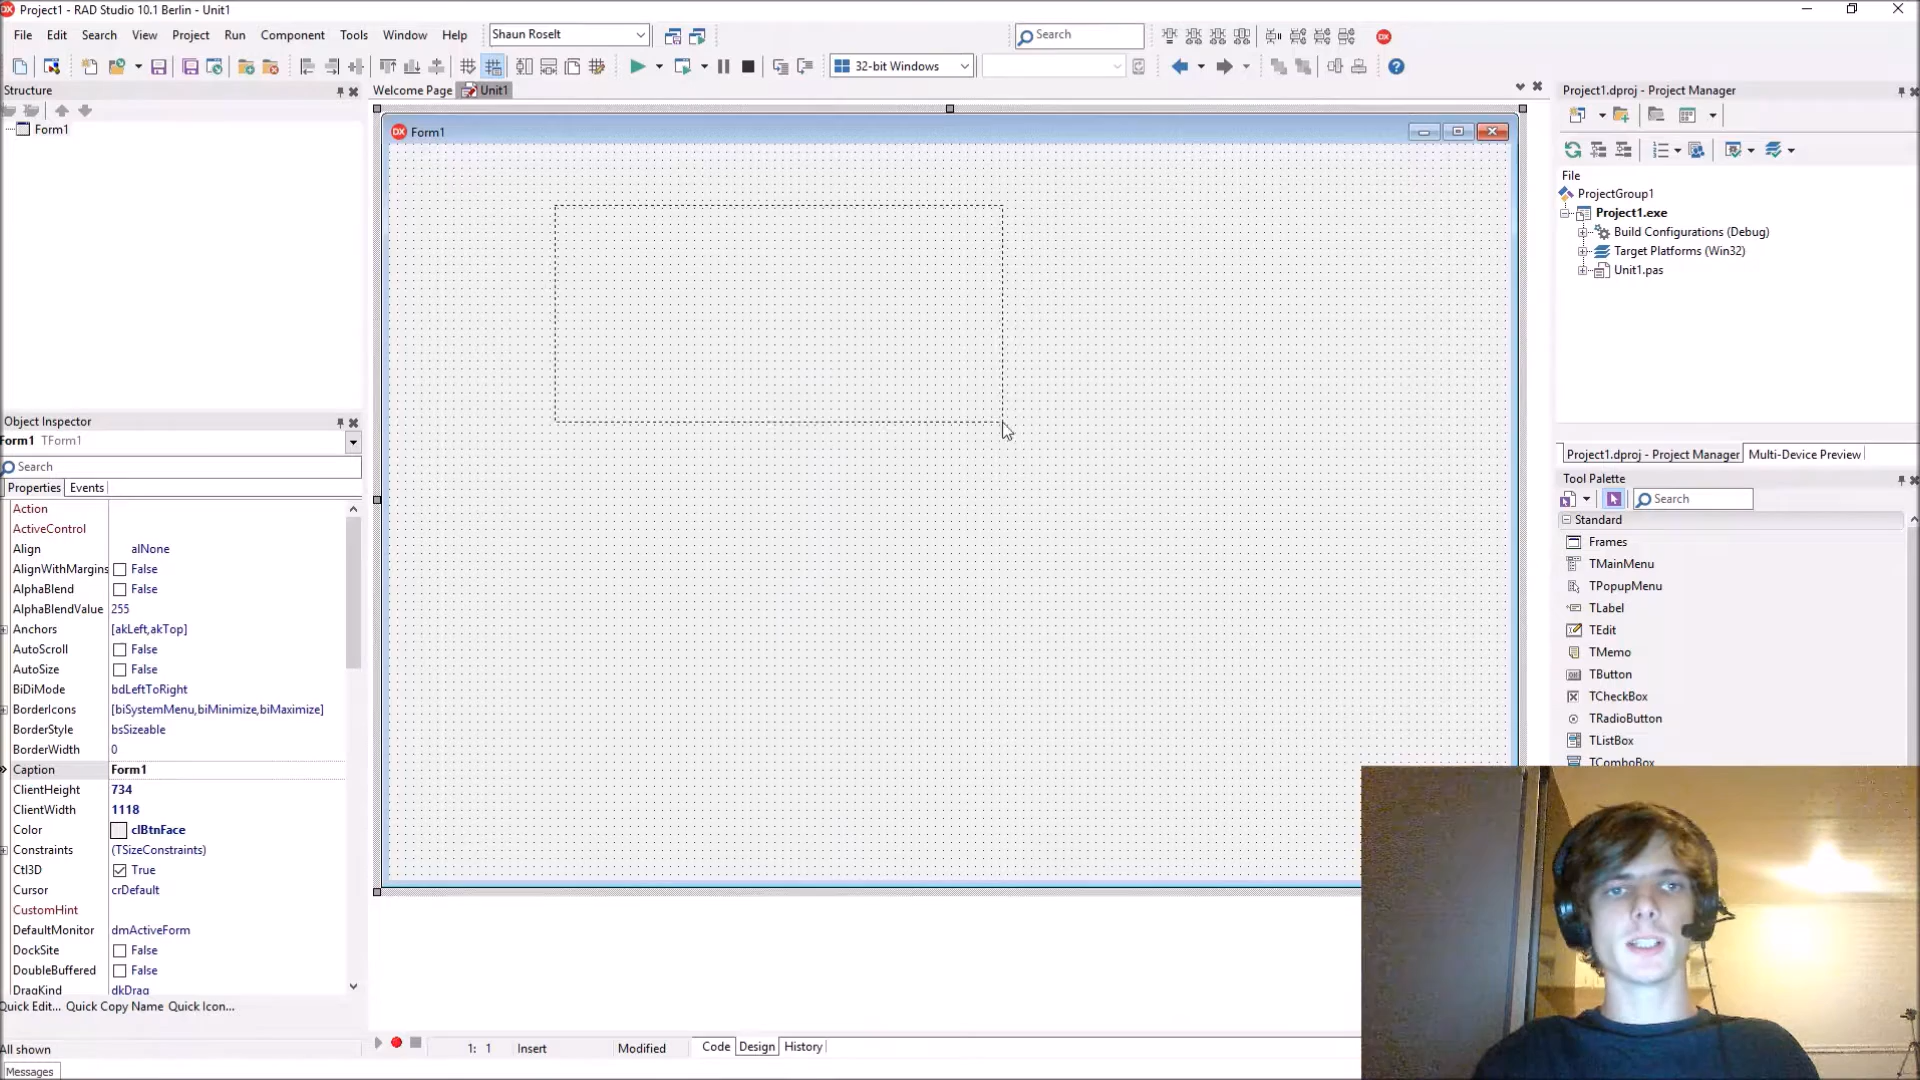 Project1 - RAD Studio 10.1 Berlin - Unit1
File Edit Search View Project Run Component Tools Window Help
Shaun Roselt
Search
32-bit Windows
Structure
Form1
Welcome Page
Unit1
Form1
Object Inspector
Form1 TForm1
Search
Properties Events
Action
ActiveControl
Align alNone
AlignWithMargins False
AlphaBlend False
AlphaBlendValue 255
Anchors [akLeft,akTop]
AutoScroll False
AutoSize False
BiDiMode bdLeftToRight
BorderIcons [biSystemMenu,biMinimize,biMaximize]
BorderStyle bsSizeable
BorderWidth 0
Caption Form1
ClientHeight 734
ClientWidth 1118
Color clBtnFace
Constraints (TSizeConstraints)
Ctl3D True
Cursor crDefault
CustomHint
DefaultMonitor dmActiveForm
DockSite False
DoubleBuffered False
DragKind dkDrag
Quick Edit... Quick Copy Name Quick Icon...
All shown
Messages
1: 1 Insert Modified
Code Design History
Project1.dproj - Project Manager
File
ProjectGroup1
Project1.exe
Build Configurations (Debug)
Target Platforms (Win32)
Unit1.pas
Project1.dproj - Project Manager Multi-Device Preview
Tool Palette
Search
Standard
Frames
TMainMenu
TPopupMenu
TLabel
TEdit
TMemo
TButton
TCheckBox
TRadioButton
TListBox
TComboBox